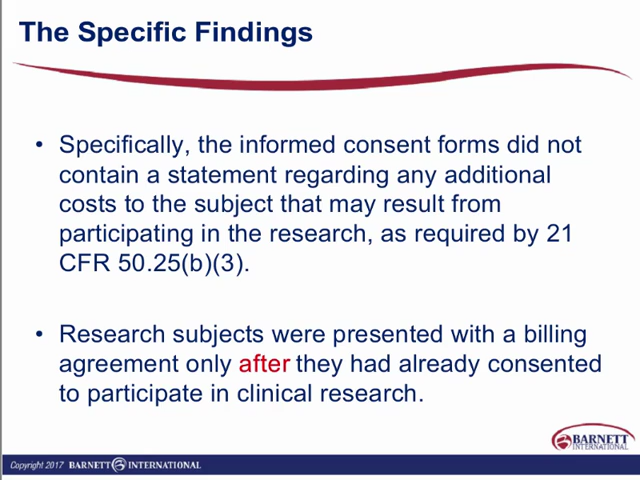 The Specific Findings
• Specifically, the informed consent forms did not
contain a statement regarding any additional
costs to the subject that may result from
participating in the research, as required by 21
CFR 50.25(b)(3).
• Research subjects were presented with a billing
agreement only after they had already consented
to participate in clinical research.
BARNETT
INTERNATIONAL
Copyright 2017 BARNETT INTERNATIONAL